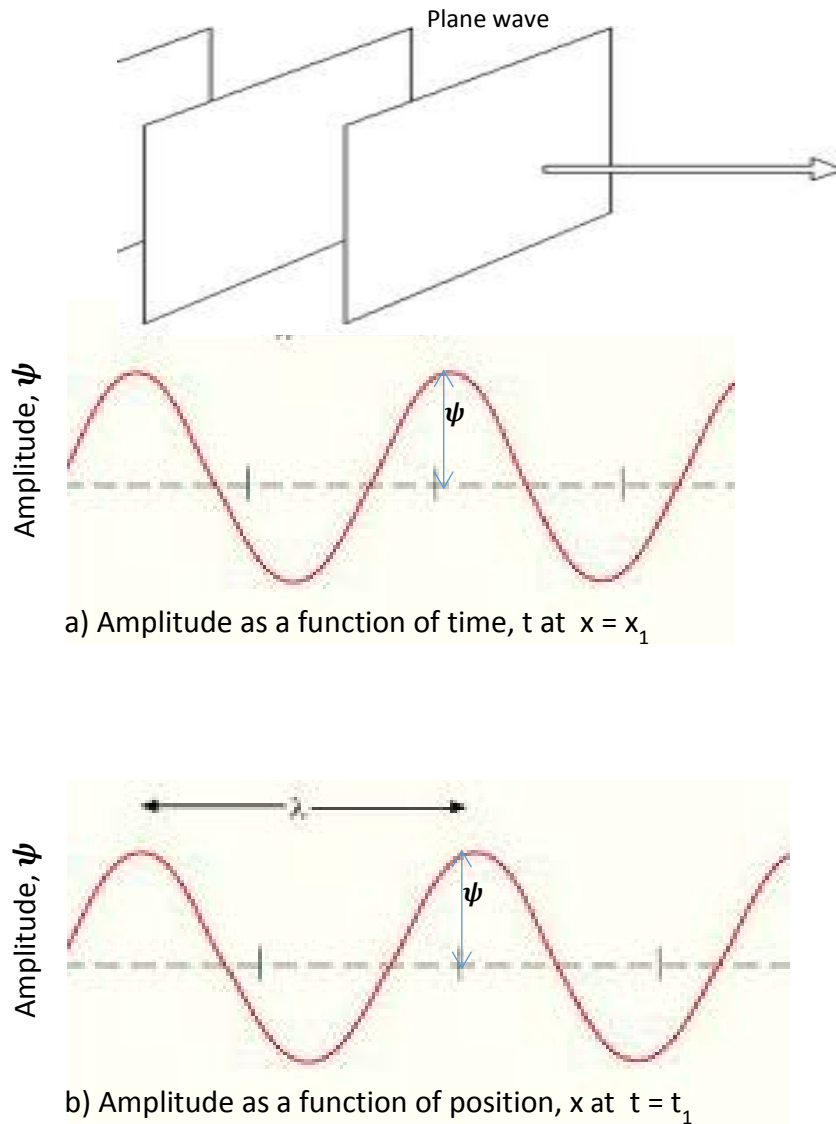 Plane wave
Amplitude, ψ
ψ
a) Amplitude as a function of time, t at x = x₁
λ
Amplitude, ψ
ψ
b) Amplitude as a function of position, x at t = t₁